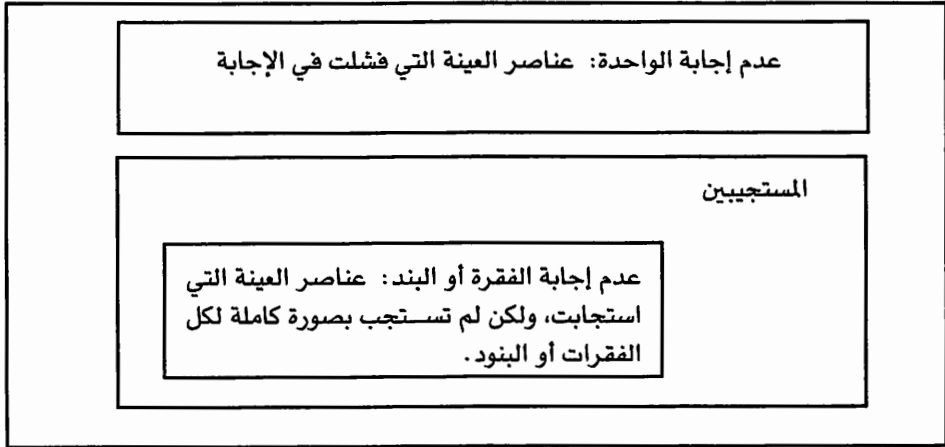 عدم إجابة الواحدة: عناصر العينة التي فشلت في الإجابة
المستجيبين
عدم إجابة الفقرة أو البند: عناصر العينة التي
استجابت، ولكن لم تستجب بصورة كاملة لكل
الفقرات أو البنود.